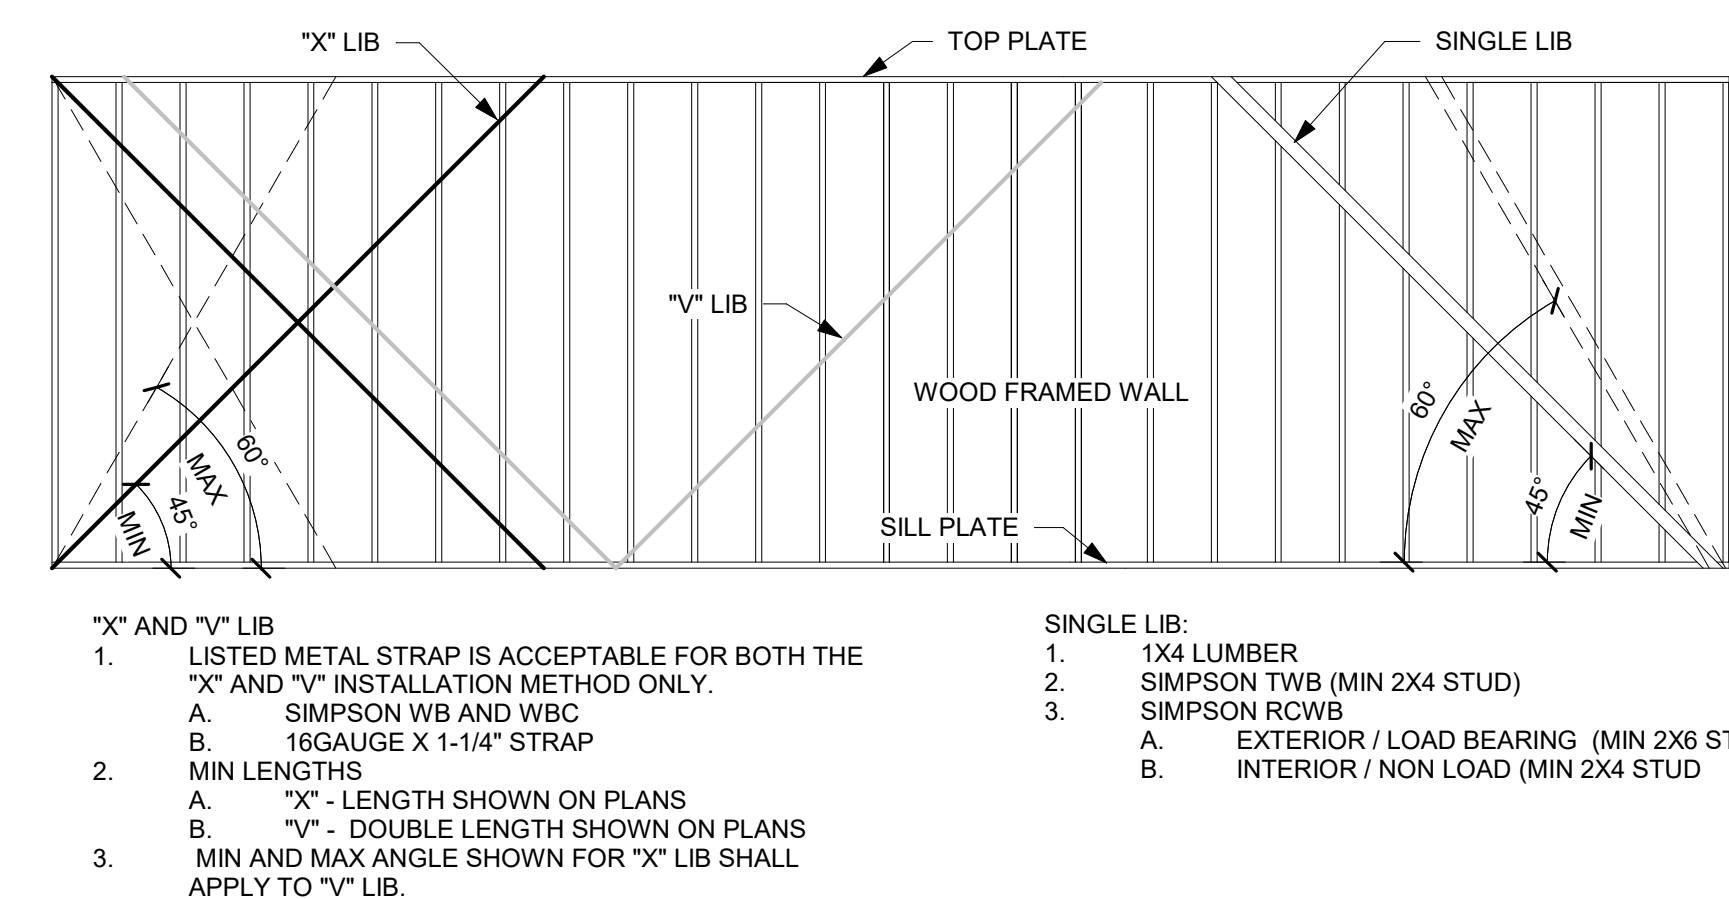 "X" LIB
TOP PLATE
SINGLE LIB
"V" LIB
WOOD FRAMED WALL
SILL PLATE
60°
MAX
45°
MIN
60°
MAX
45°
MIN
"X" AND "V" LIB
1. LISTED METAL STRAP IS ACCEPTABLE FOR BOTH THE
"X" AND "V" INSTALLATION METHOD ONLY.
A. SIMPSON WB AND WBC
B. 16GAUGE X 1-1/4" STRAP
2. MIN LENGTHS
A. "X" - LENGTH SHOWN ON PLANS
B. "V" - DOUBLE LENGTH SHOWN ON PLANS
3. MIN AND MAX ANGLE SHOWN FOR "X" LIB SHALL
APPLY TO "V" LIB.
SINGLE LIB:
1. 1X4 LUMBER
2. SIMPSON TWB (MIN 2X4 STUD)
3. SIMPSON RCWB
A. EXTERIOR / LOAD BEARING (MIN 2X6
B. INTERIOR / NON LOAD (MIN 2X4 STUD